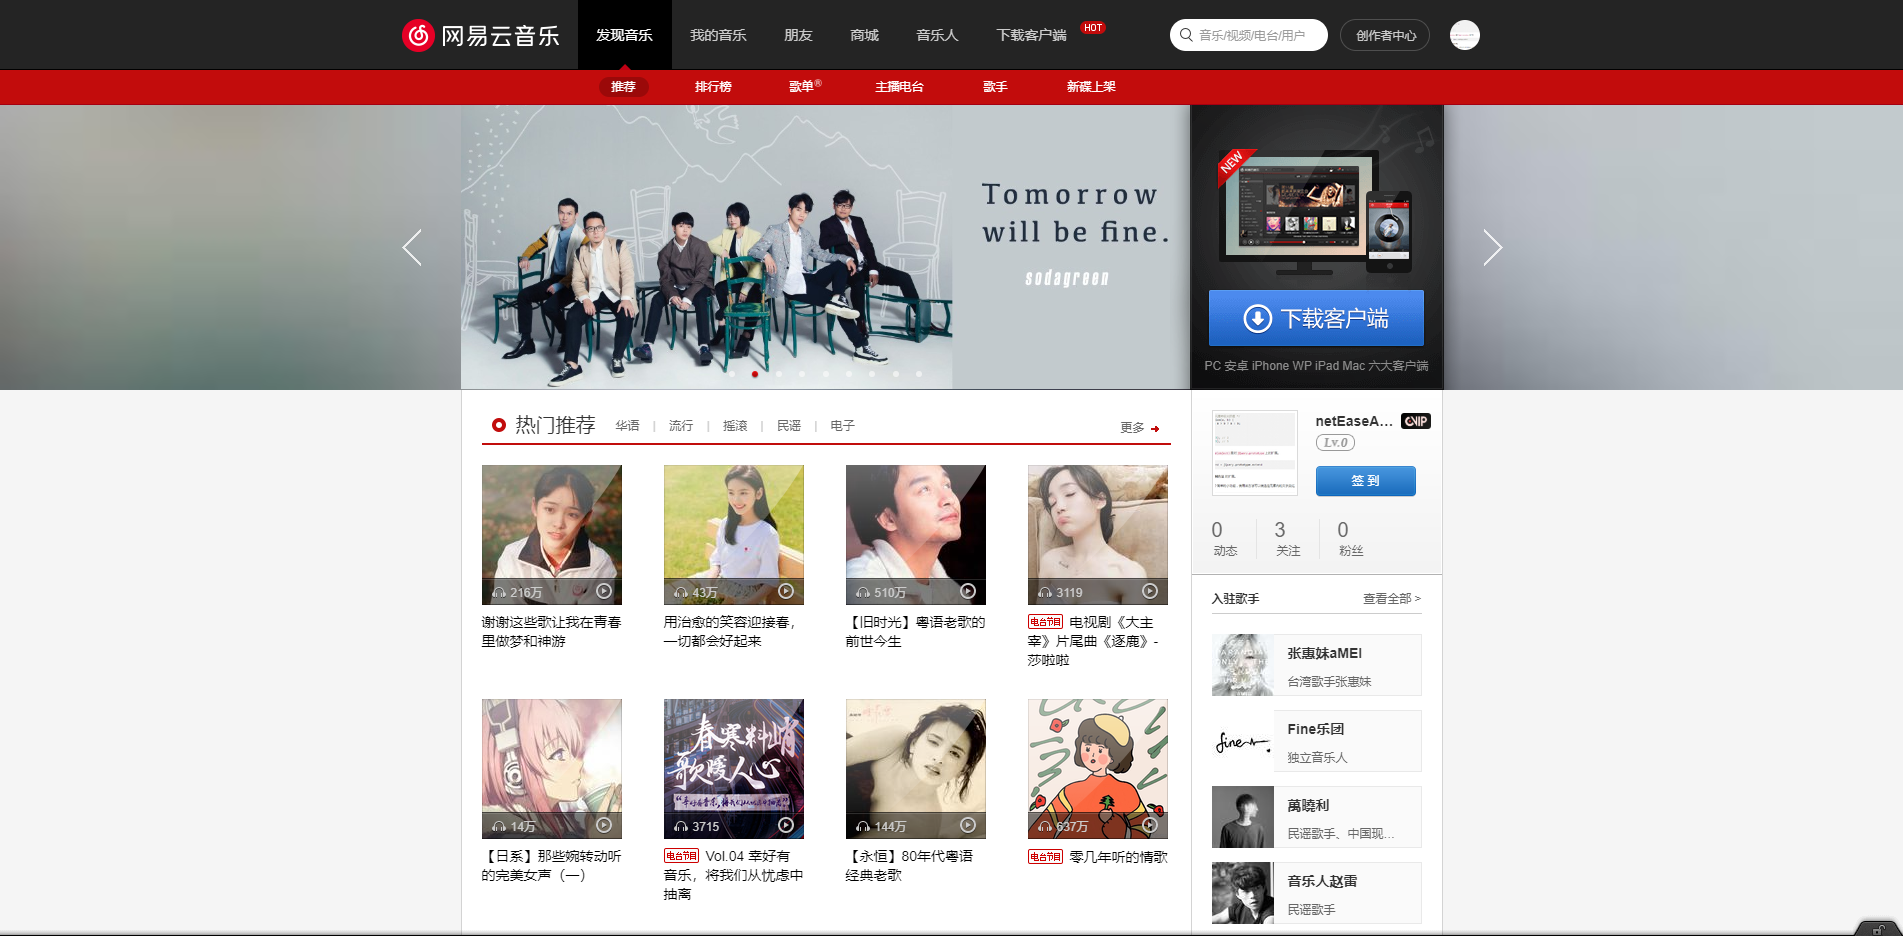 网易云音乐
发现音乐
我的音乐
朋友
商城
音乐人
下载客户端
HOT
音乐/视频/电台/用户
创作者中心
推荐
排行榜
歌单®
主播电台
歌手
新碟上架
Tomorrow
will be fine.
sodagreen
NEW
下载客户端
PC 安卓 iPhone WP iPad Mac 六大客户端
热门推荐
华语 | 流行 | 摇滚 | 民谣 | 电子
更多
216万
43万
510万
3119
谢谢这些歌让我在青春
里做梦和神游
用治愈的笑容迎接春，
一切都会好起来
【旧时光】粤语老歌的
前世今生
电台节目 电视剧《大主
宰》片尾曲《逐鹿》-
莎啦啦
春寒料峭
歌暖人心
14万
3715
144万
637万
【日系】那些婉转动听
的完美女声（一）
电台节目 Vol.04 幸好有
音乐，将我们从忧虑中
抽离
【永恒】80年代粤语
经典老歌
电台节目 零几年听的情歌
netEaseA...
VIP
Lv.0
签 到
0
动态
3
关注
0
粉丝
入驻歌手
查看全部 >
张惠妹aMEI
台湾歌手张惠妹
fine
Fine乐团
独立音乐人
萬曉利
民谣歌手、中国现...
音乐人赵雷
民谣歌手